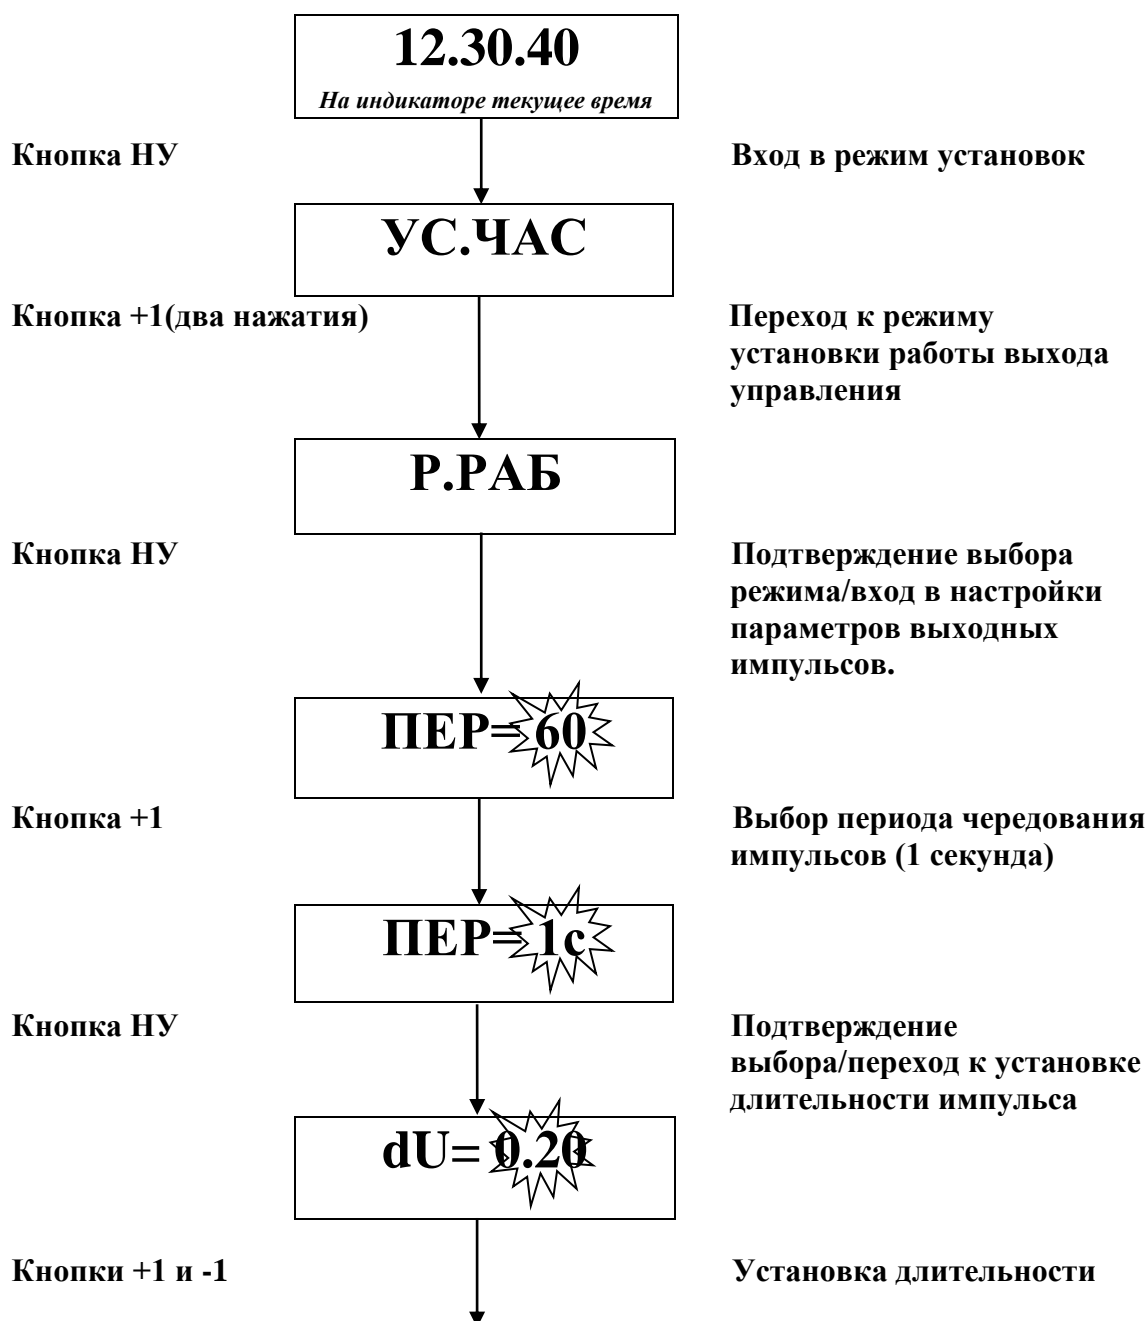 12.30.40
На индикаторе текущее время
Кнопка НУ
Вход в режим установок
УС.ЧАС
Кнопка +1(два нажатия)
Переход к режиму
установки работы выхода
управления
Р.РАБ
Кнопка НУ
Подтверждение выбора
режима/вход в настройки
параметров выходных
импульсов.
ПЕР= 60
Кнопка +1
Выбор периода чередования
импульсов (1 секунда)
ПЕР= 1с
Кнопка НУ
Подтверждение
выбора/переход к установке
длительности импульса
dU= 0.20
Кнопки +1 и -1
Установка длительности